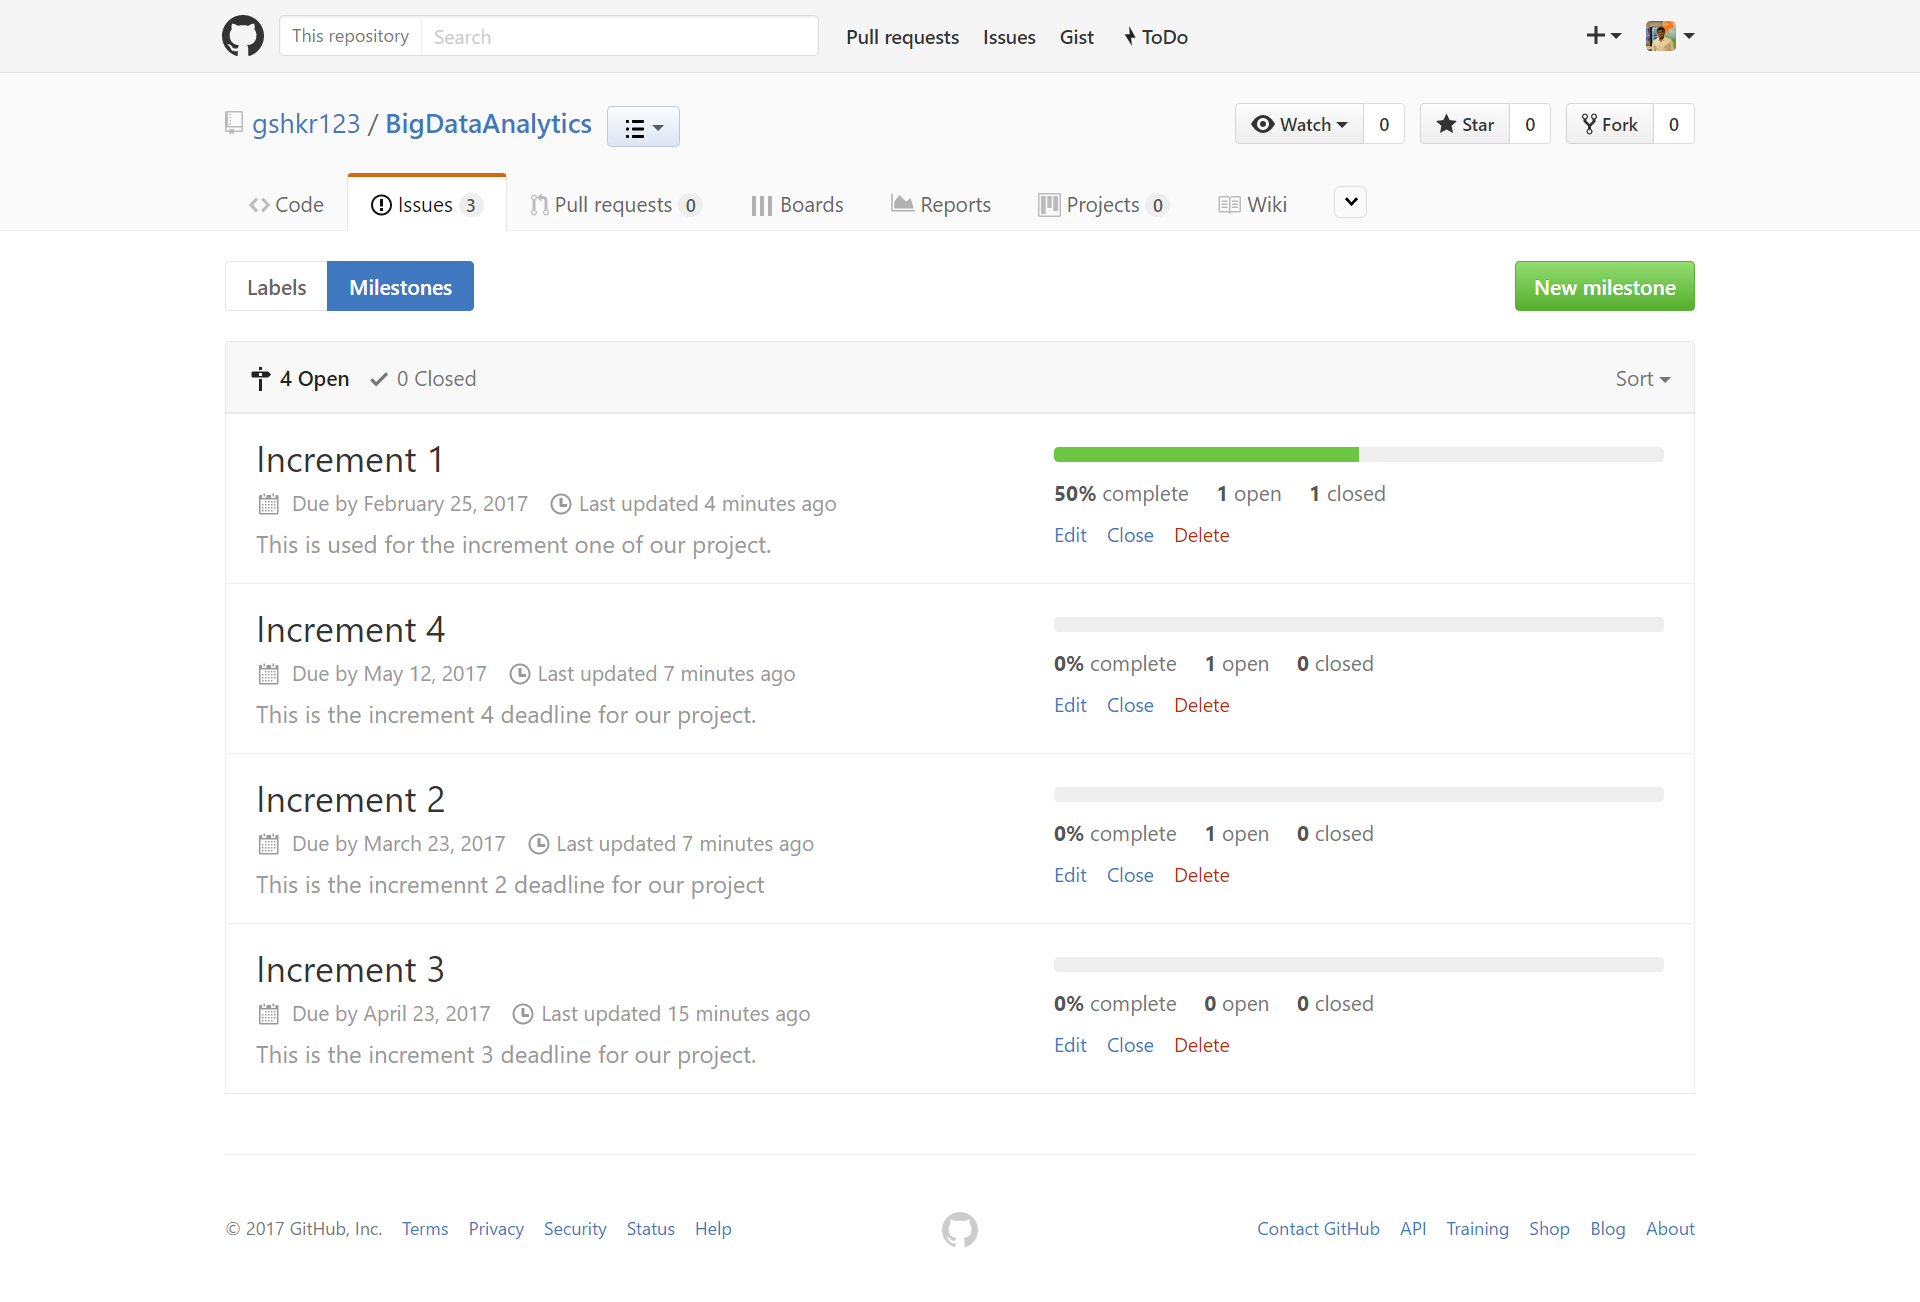 This repository Search Pull requests Issues Gist ToDo
gshkr123 / BigDataAnalytics Watch 0 Star 0 Fork 0
Code Issues 3 Pull requests 0 Boards Reports Projects 0 Wiki
Labels Milestones New milestone
4 Open 0 Closed Sort
Increment 1
Due by February 25, 2017 Last updated 4 minutes ago
This is used for the increment one of our project.
50% complete 1 open 1 closed
Edit Close Delete
Increment 4
Due by May 12, 2017 Last updated 7 minutes ago
This is the increment 4 deadline for our project.
0% complete 1 open 0 closed
Edit Close Delete
Increment 2
Due by March 23, 2017 Last updated 7 minutes ago
This is the incremennt 2 deadline for our project
0% complete 1 open 0 closed
Edit Close Delete
Increment 3
Due by April 23, 2017 Last updated 15 minutes ago
This is the increment 3 deadline for our project.
0% complete 0 open 0 closed
Edit Close Delete
© 2017 GitHub, Inc. Terms Privacy Security Status Help Contact GitHub API Training Shop Blog About